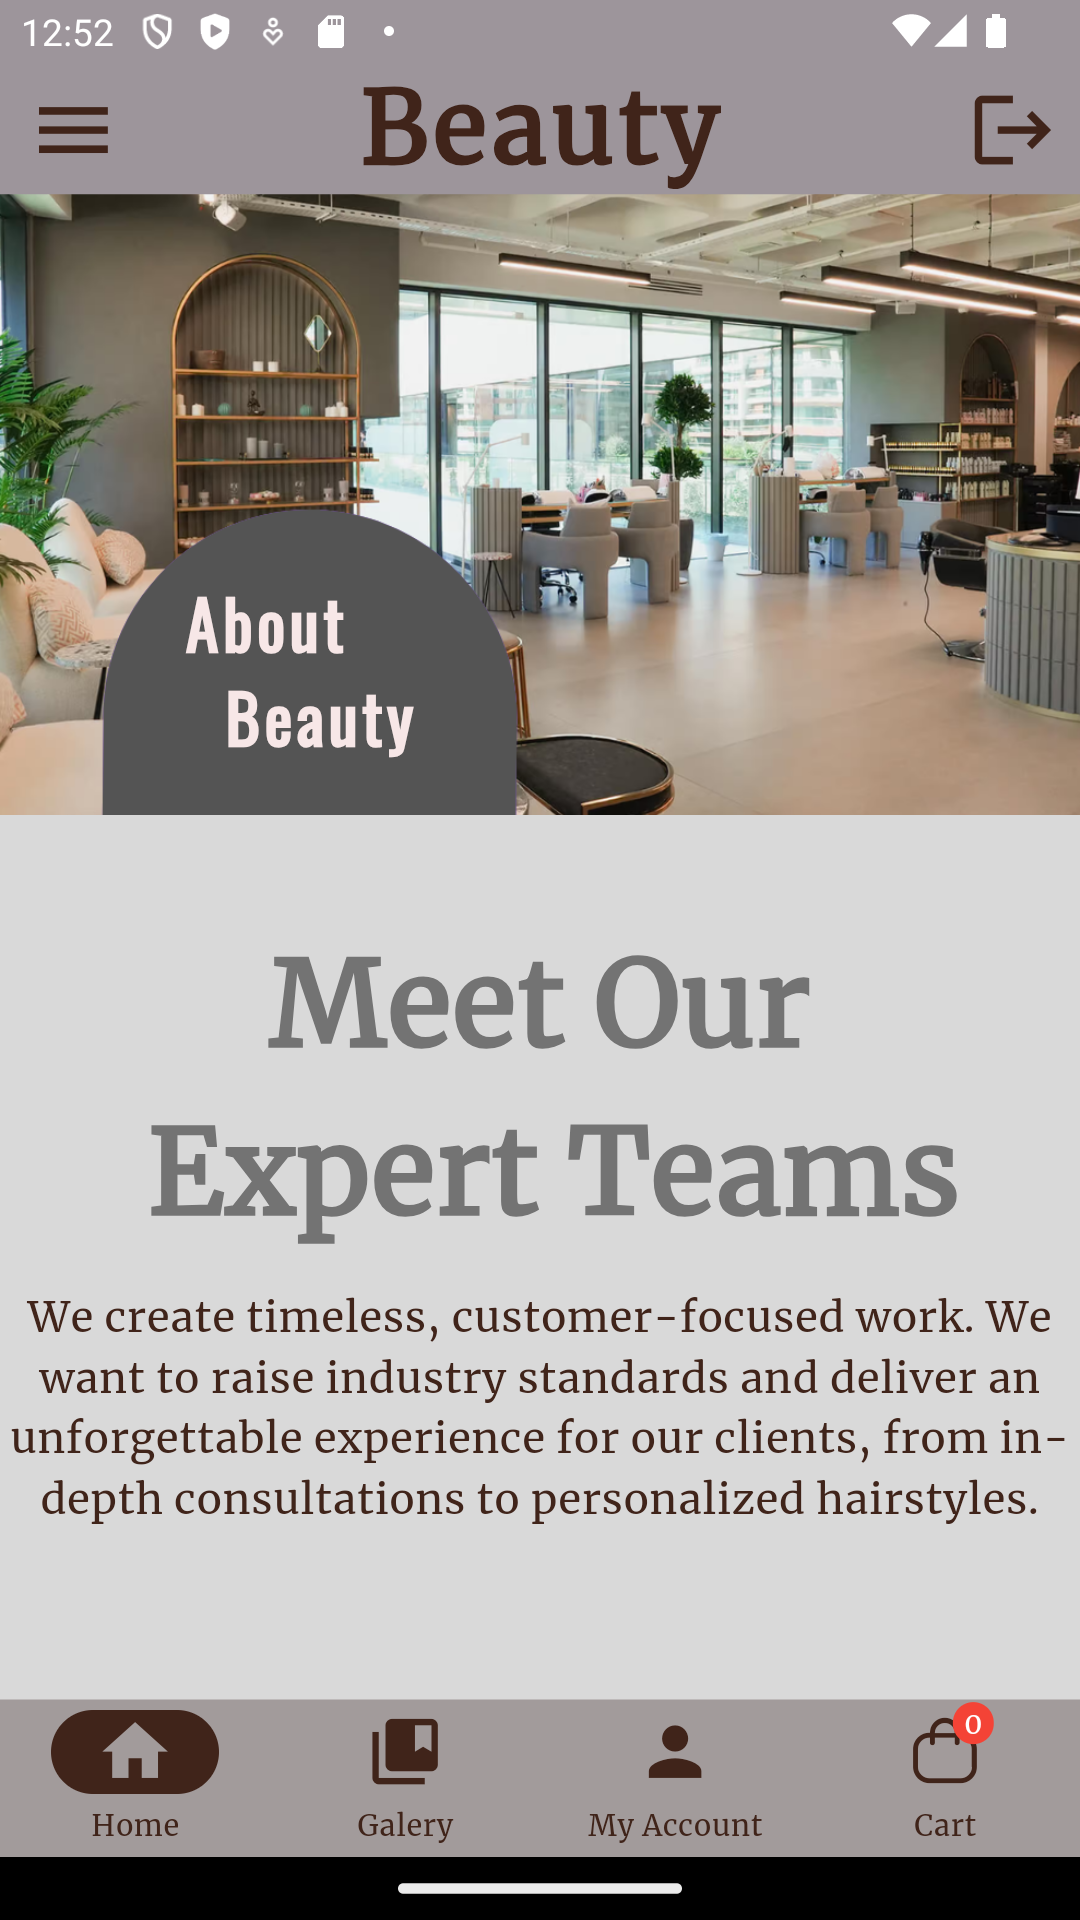 12:52
Beauty
About
Beauty
Meet Our
Expert Teams
We create timeless, customer-focused work. We
want to raise industry standards and deliver an
unforgettable experience for our clients, from in-
depth consultations to personalized hairstyles.
0
Home
Galery
My Account
Cart